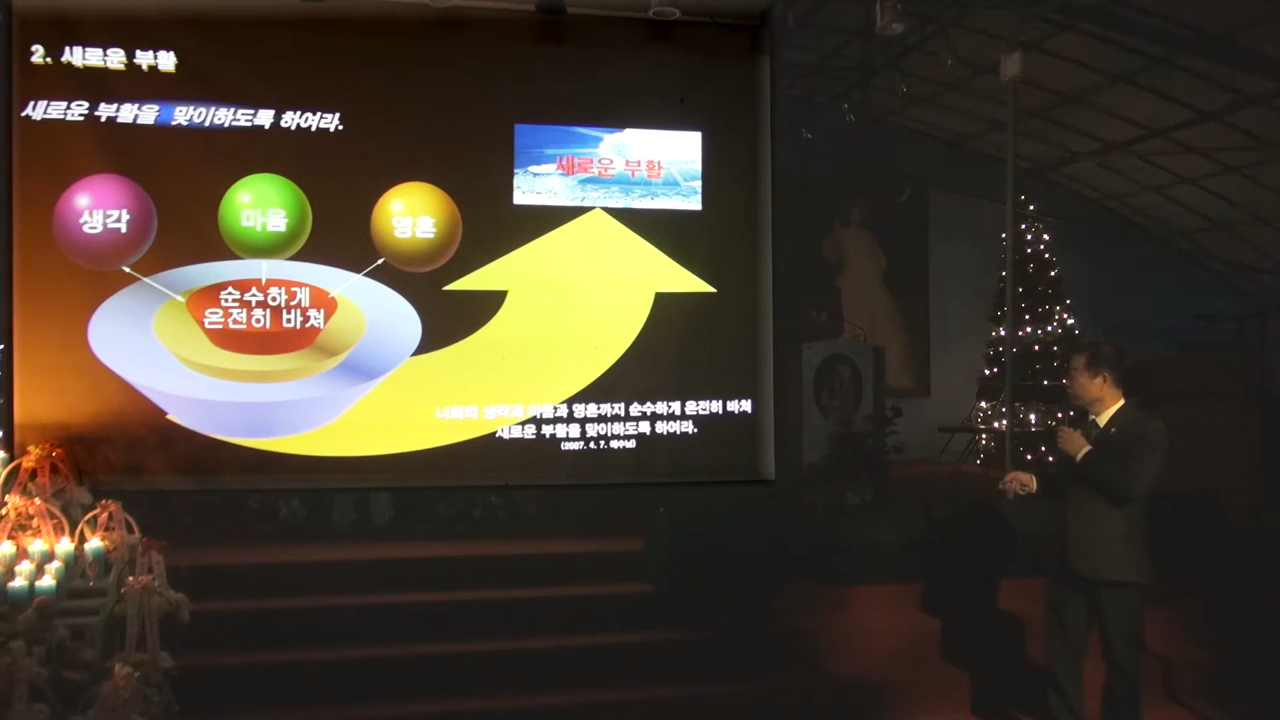 2. 새로운 부활
새로운 부활을 맞이하도록 하여라.
새로운 부활
생각
마음
영혼
순수하게
온전히 바쳐
너희의 생각과 마음과 영혼까지 순수하게 온전히 바쳐
새로운 부활을 맞이하도록 하여라.
(2007. 4. 7. 예수님)